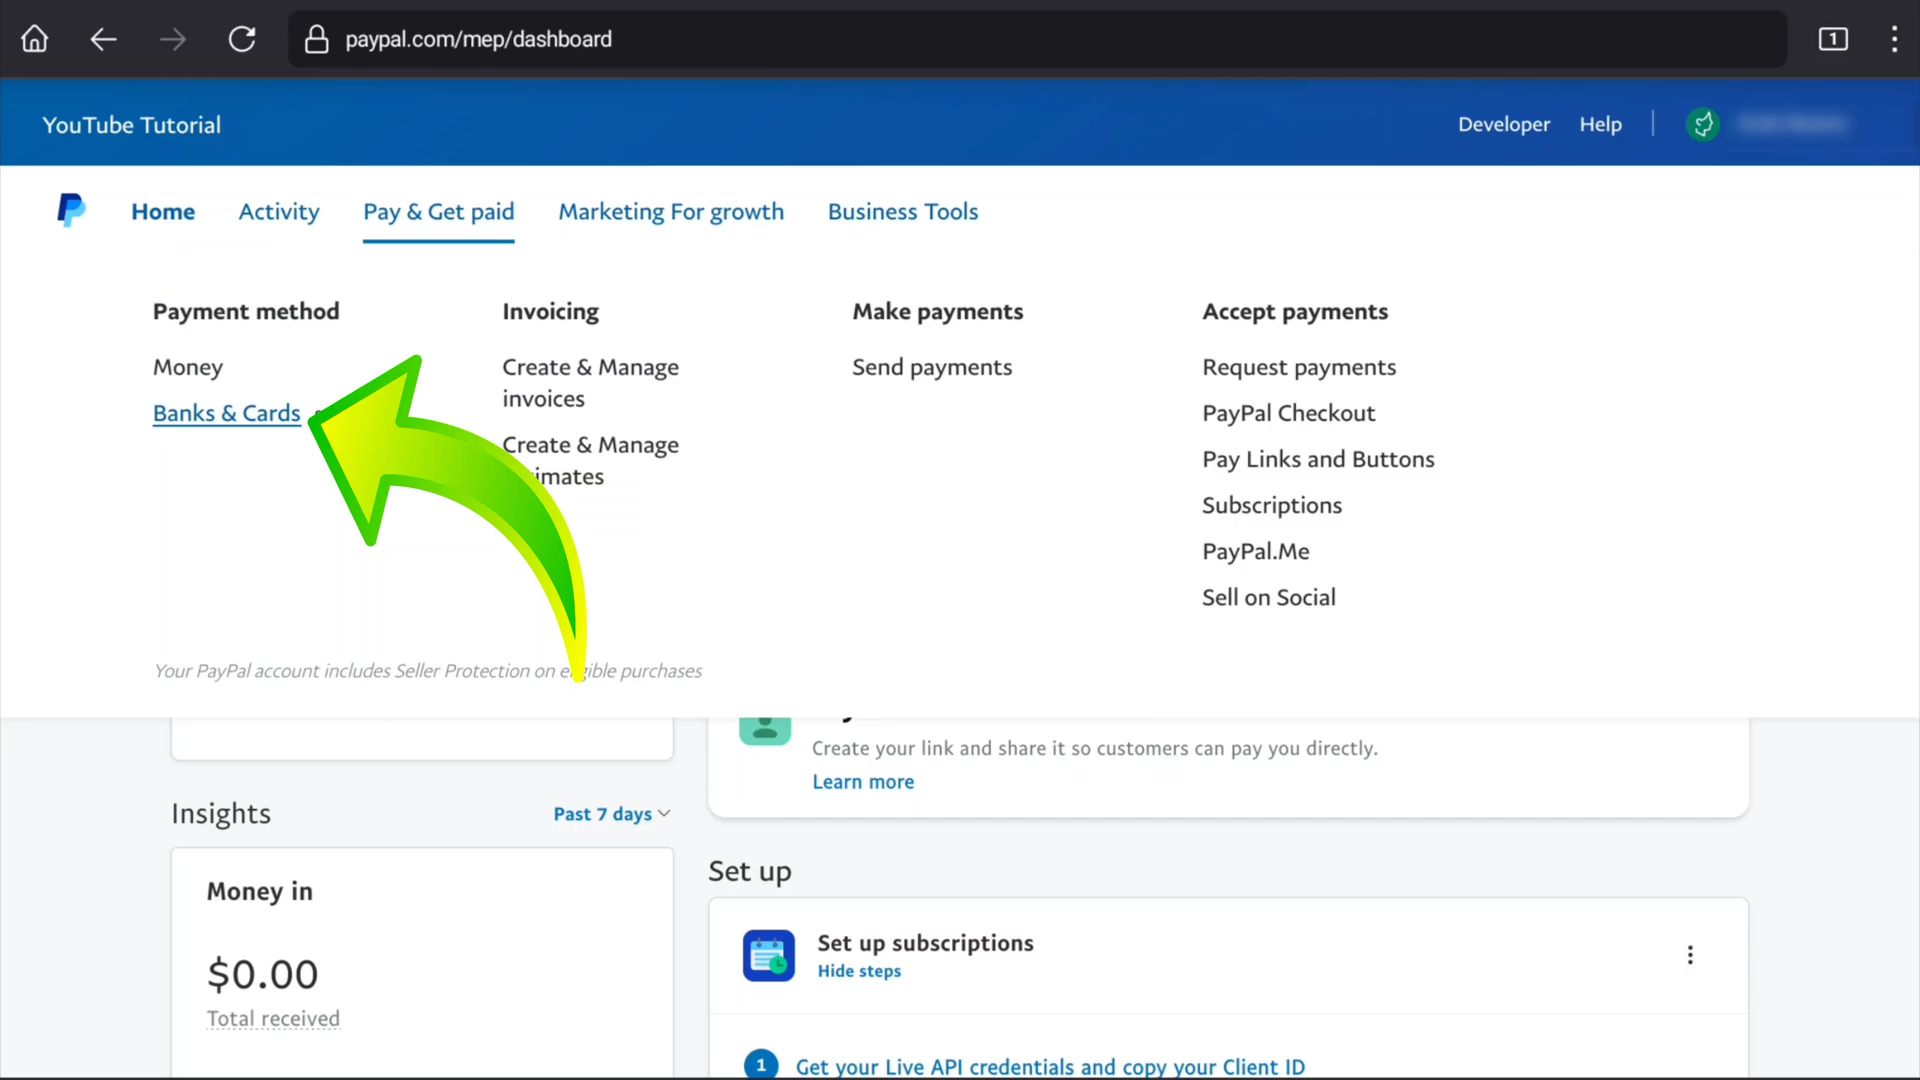 paypal.com/mep/dashboard
1
YouTube Tutorial
Developer
Help
Home
Activity
Pay & Get paid
Marketing For growth
Business Tools
Payment method
Money
Banks & Cards
Invoicing
Create & Manage
invoices
Create & Manage
Make payments
Send payments
Accept payments
Request payments
PayPal Checkout
Pay Links and Buttons
Subscriptions
PayPal.Me
Sell on Social
Your PayPal account includes Seller Protection on eligible purchases
Create your link and share it so customers can pay you directly.
Learn more
Insights
Past 7 days
Money in
$0.00
Total received
Set up
Set up subscriptions
Hide steps
1 Get your Live API credentials and copy your Client ID